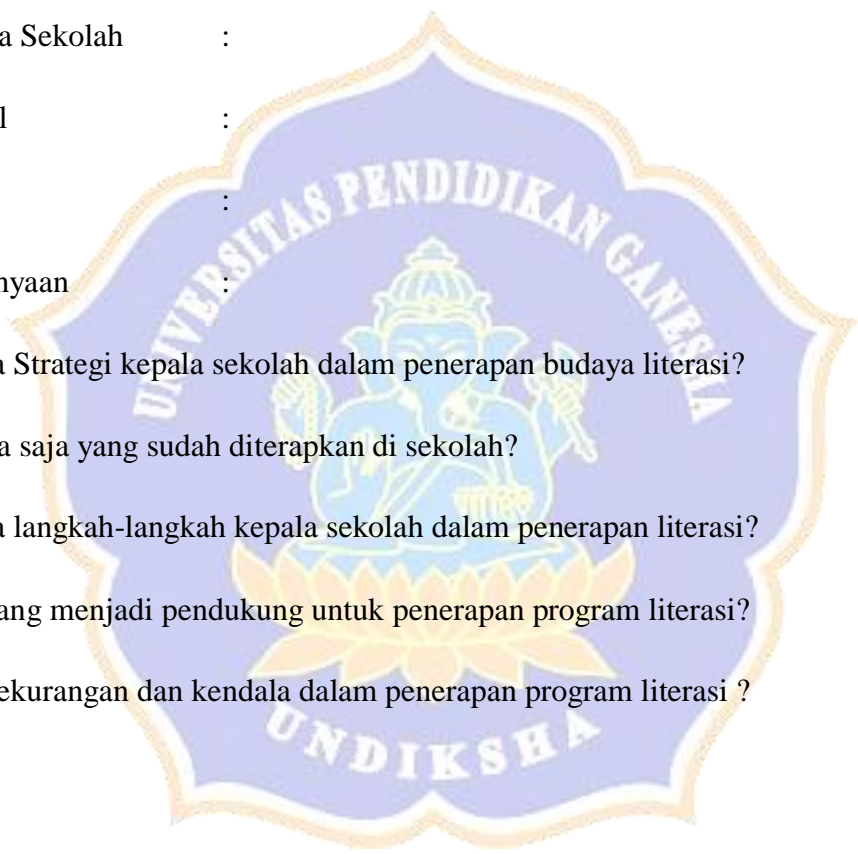 a Sekolah :
l :
:
nyaan :
a Strategi kepala sekolah dalam penerapan budaya literasi?
a saja yang sudah diterapkan di sekolah?
a langkah-langkah kepala sekolah dalam penerapan literasi?
ang menjadi pendukung untuk penerapan program literasi?
ekurangan dan kendala dalam penerapan program literasi ?
UNIVERSITAS PENDIDIKAN GANESHA
UNDIKSHA